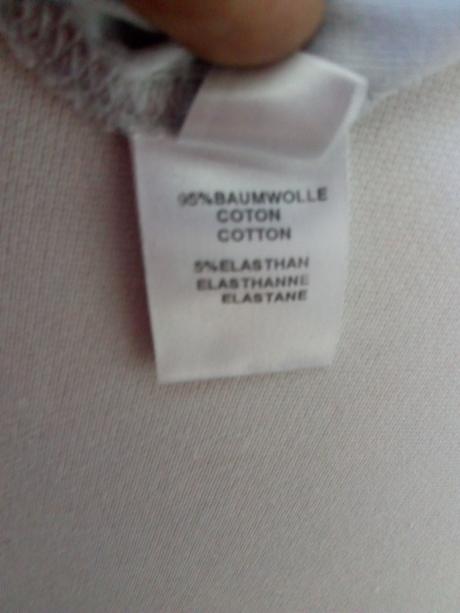 95%BAUMWOLLE
COTON
COTTON
5%ELASTHAN
ELASTHANNE
ELASTANE